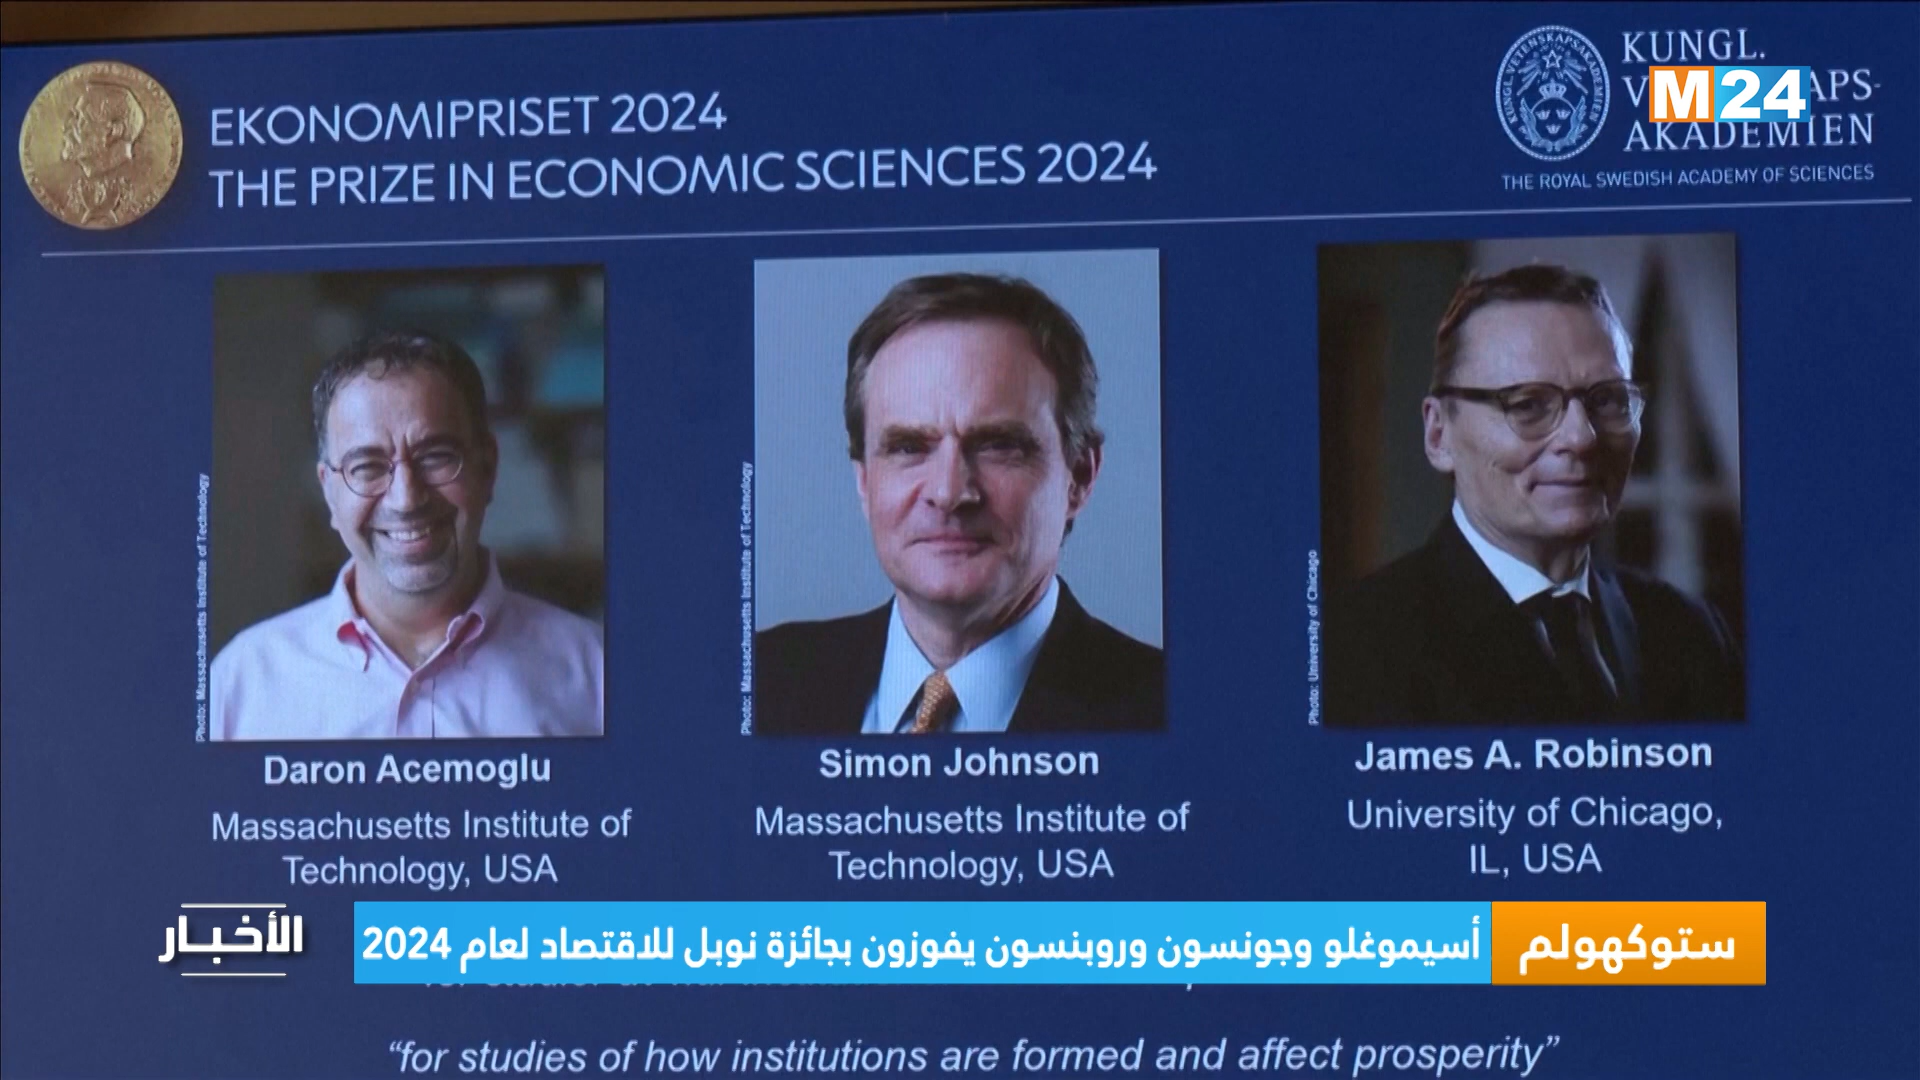 EKONOMIPRISET 2024
THE PRIZE IN ECONOMIC SCIENCES 2024
KUNGL.
M24
AKADEMIEN
THE ROYAL SWEDISH ACADEMY OF SCIENCES
KUNGL. VETENSKAPSAKADEMIEN
Photo: Massachusetts Institute of Technology
Photo: Massachusetts Institute of Technology
Photo: University of Chicago
Daron Acemoglu
Massachusetts Institute of
Technology, USA
Simon Johnson
Massachusetts Institute of
Technology, USA
James A. Robinson
University of Chicago,
IL, USA
ستوكهولم
أسيموغلو وجونسون وروبنسون يفوزون بجائزة نوبل للاقتصاد لعام 2024
الأخبار
“for studies of how institutions are formed and affect prosperity”